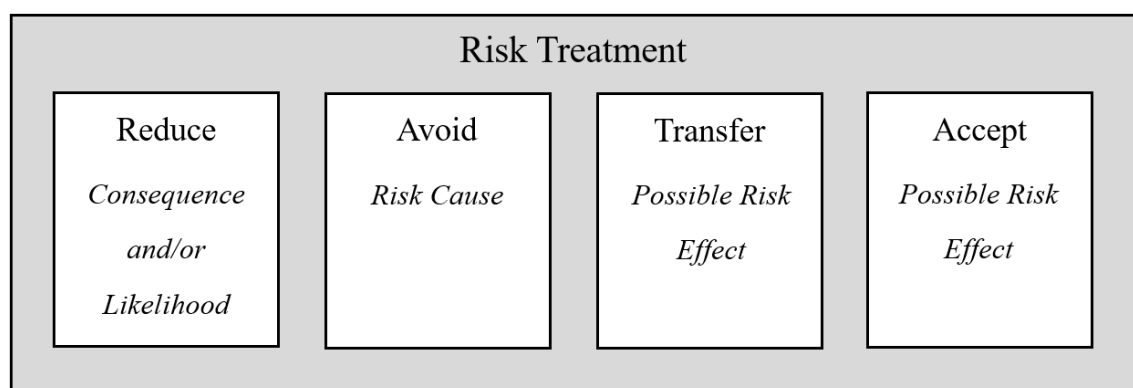 Risk Treatment
Reduce
Consequence
and/or
Likelihood
Avoid
Risk Cause
Transfer
Possible Risk
Effect
Accept
Possible Risk
Effect